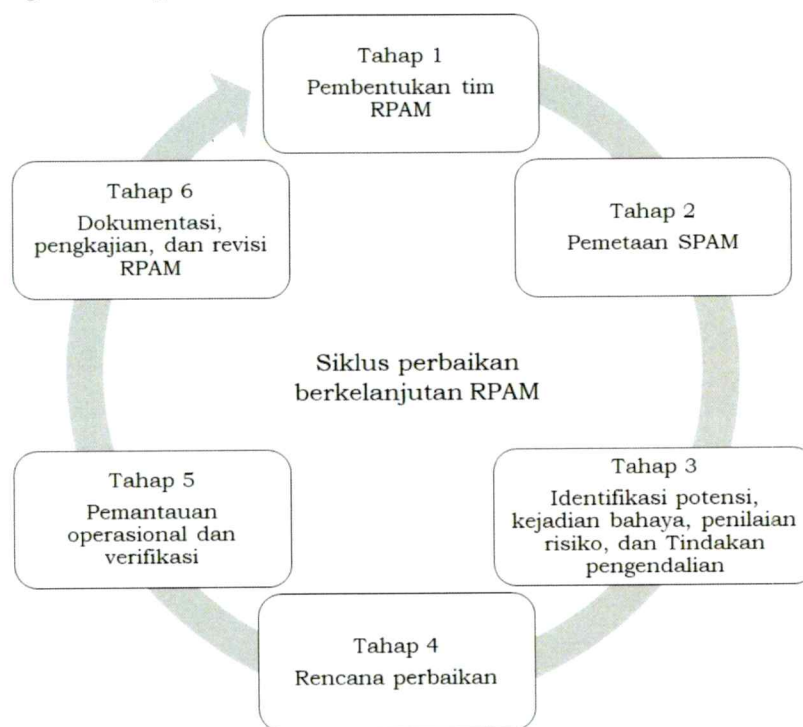 Tahap 1
Pembentukan tim
RPAM
Tahap 2
Pemetaan SPAM
Tahap 3
Identifikasi potensi,
kejadian bahaya, penilaian
risiko, dan Tindakan
pengendalian
Tahap 4
Rencana perbaikan
Tahap 5
Pemantauan
operasional dan
verifikasi
Tahap 6
Dokumentasi,
pengkajian, dan revisi
RPAM
Siklus perbaikan
berkelanjutan RPAM